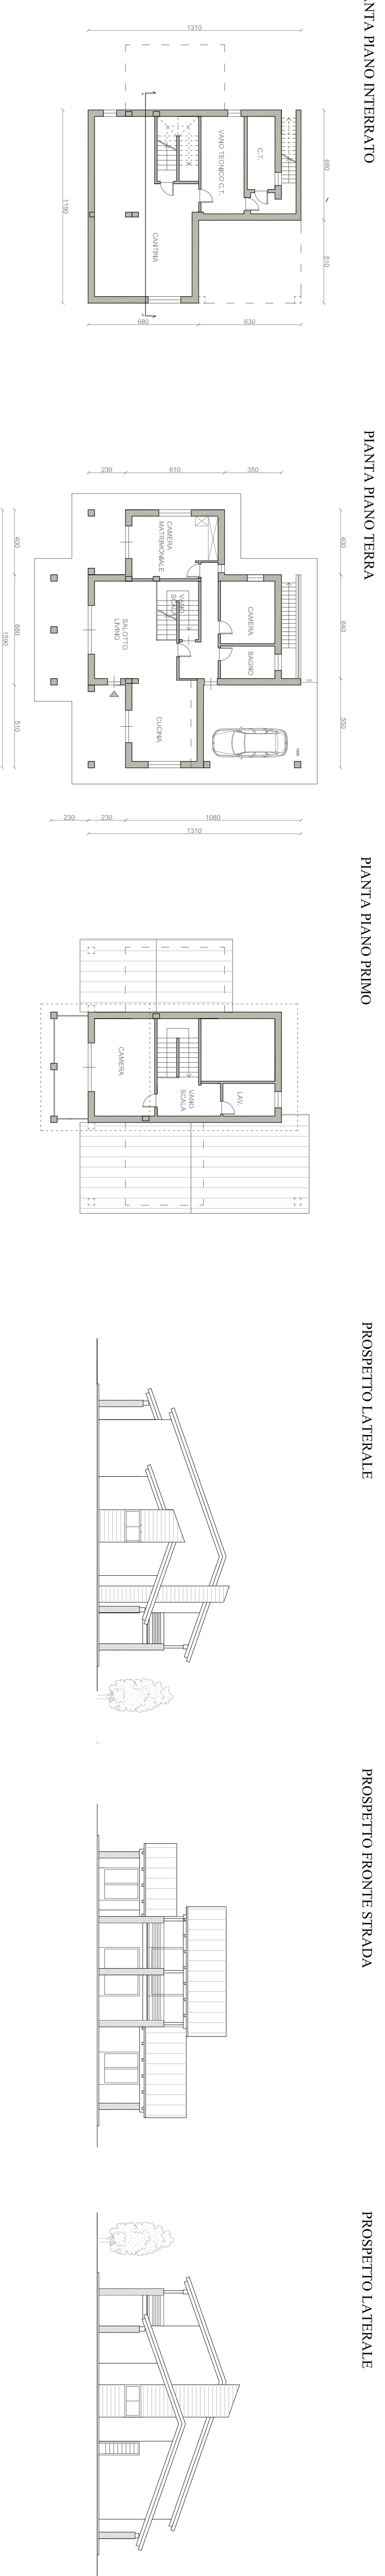 PIANTA PIANO INTERRATO
1310
680
510
C.T.
VANO TECNICO C.T.
CANTINA
1190
680
630
PIANTA PIANO TERRA
230
610
350
400
640
550
CAMERA
MATRIMONIALE
CAMERA
BAGNO
VANO
SCALA
SALOTTO
LIVING
CUCINA
400
680
510
1590
230
230
1080
1310
PIANTA PIANO PRIMO
CAMERA
VANO
SCALA
LAV.
PROSPETTO LATERALE
PROSPETTO FRONTE STRADA
PROSPETTO LATERALE